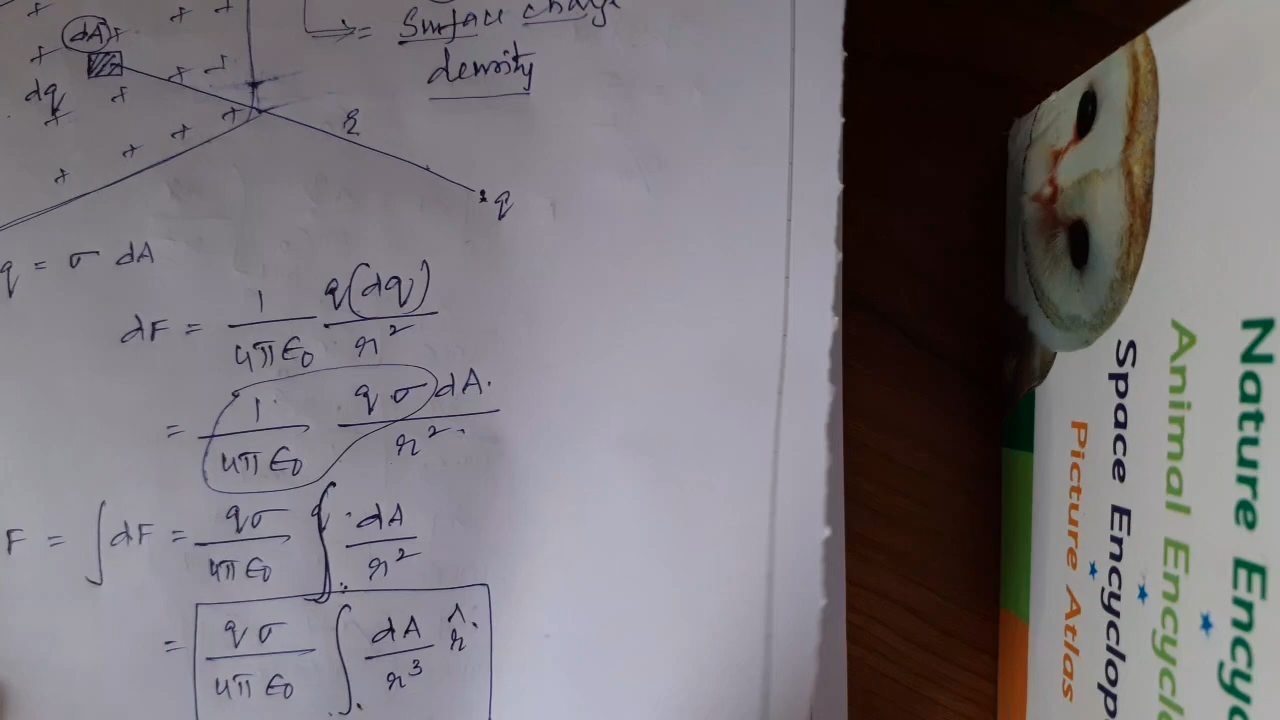 = Surface charge
density
dA
dq
r
q
q = σ dA
dF = 1/4πϵ0 q(dq)/r²
= 1/4πϵ0 qσ dA/r²
F = ∫dF = qσ/4πϵ0 ∫ dA/r²
= qσ/4πϵ0 ∫ dA/r³ r̂
Nature Ency
Animal Encyc
Space Encyclop
Picture Atlas